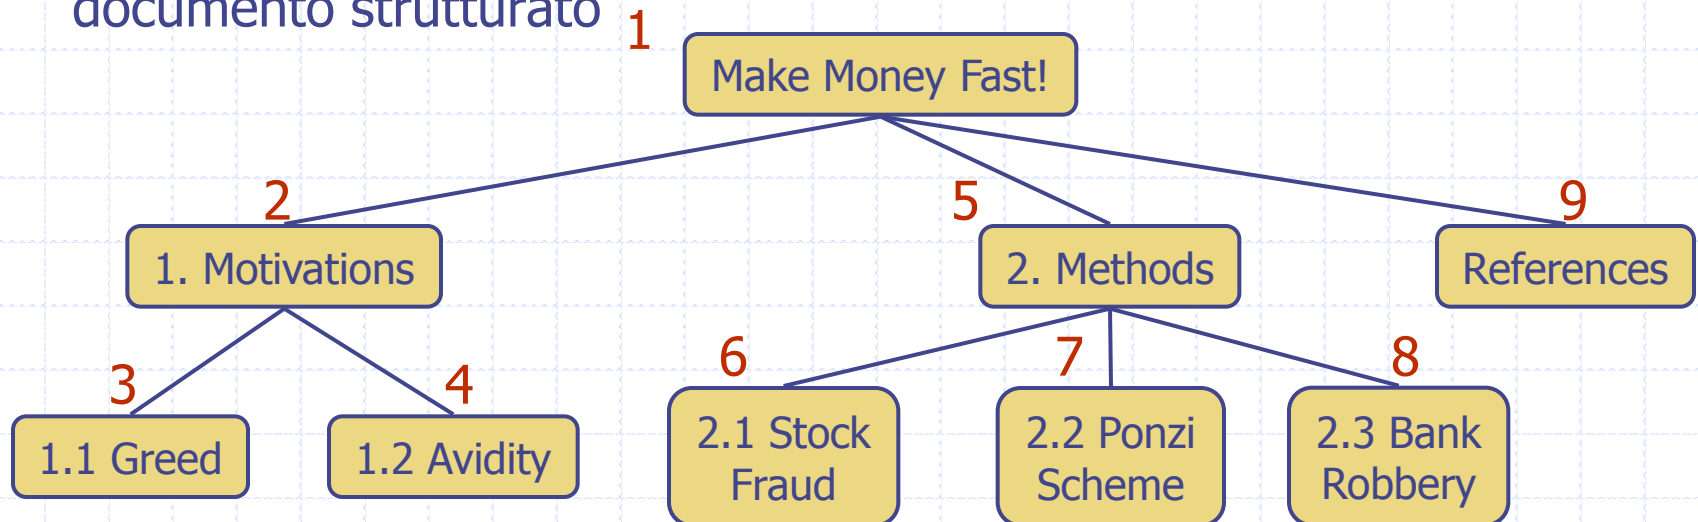 documento strutturato
1
Make Money Fast!
2
5
9
1. Motivations
2. Methods
References
3
4
6
7
8
1.1 Greed
1.2 Avidity
2.1 Stock
Fraud
2.2 Ponzi
Scheme
2.3 Bank
Robbery